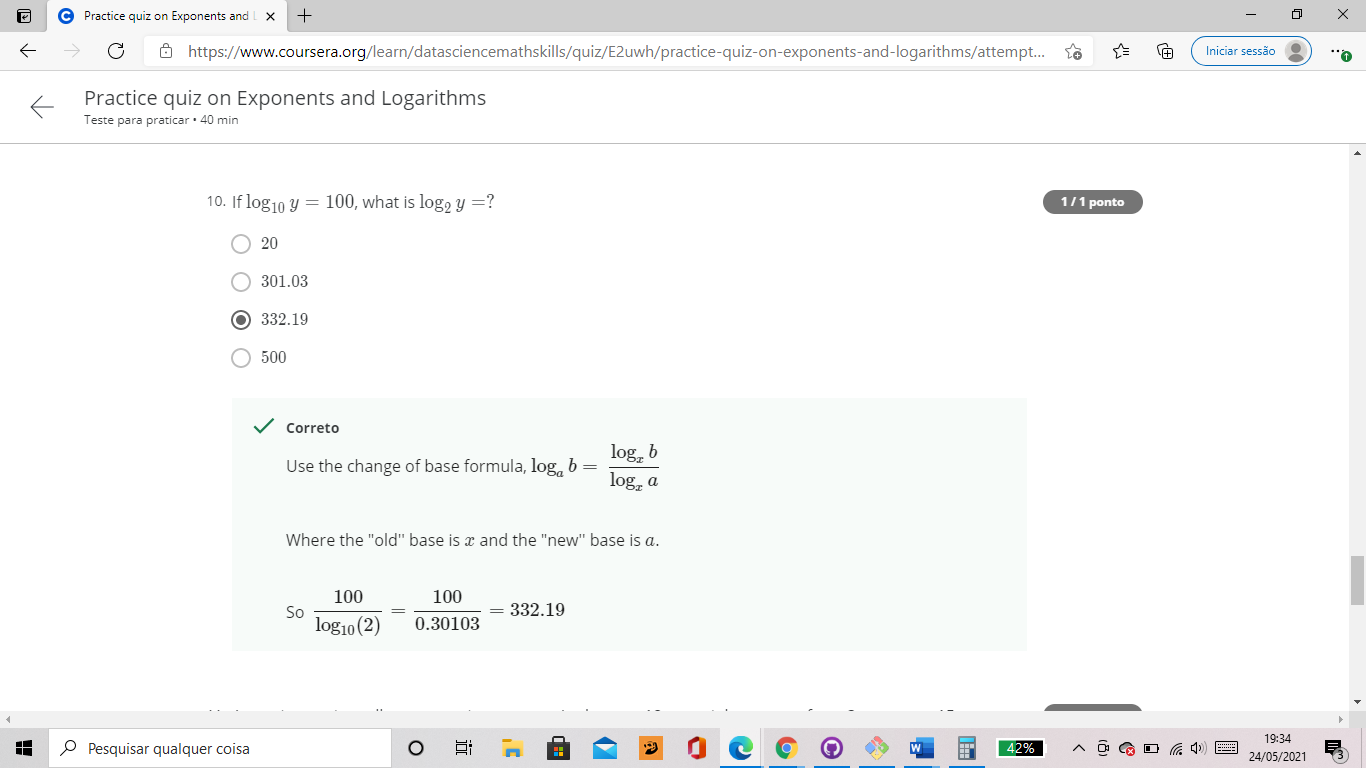 Practice quiz on Exponents and L
https://www.coursera.org/learn/datasciencemathskills/quiz/E2uwh/practice-quiz-on-exponents-and-logarithms/attempt...
Iniciar sessão
Practice quiz on Exponents and Logarithms
Teste para praticar • 40 min
10. If log₁₀ y = 100, what is log₂ y =?
1 / 1 ponto
20
301.03
332.19
500
Correto
Use the change of base formula, logₐ b = logₓ b / logₓ a
Where the "old" base is x and the "new" base is a.
So 100 / log₁₀(2) = 100 / 0.30103 = 332.19
Pesquisar qualquer coisa
42%
19:34
24/05/2021
3